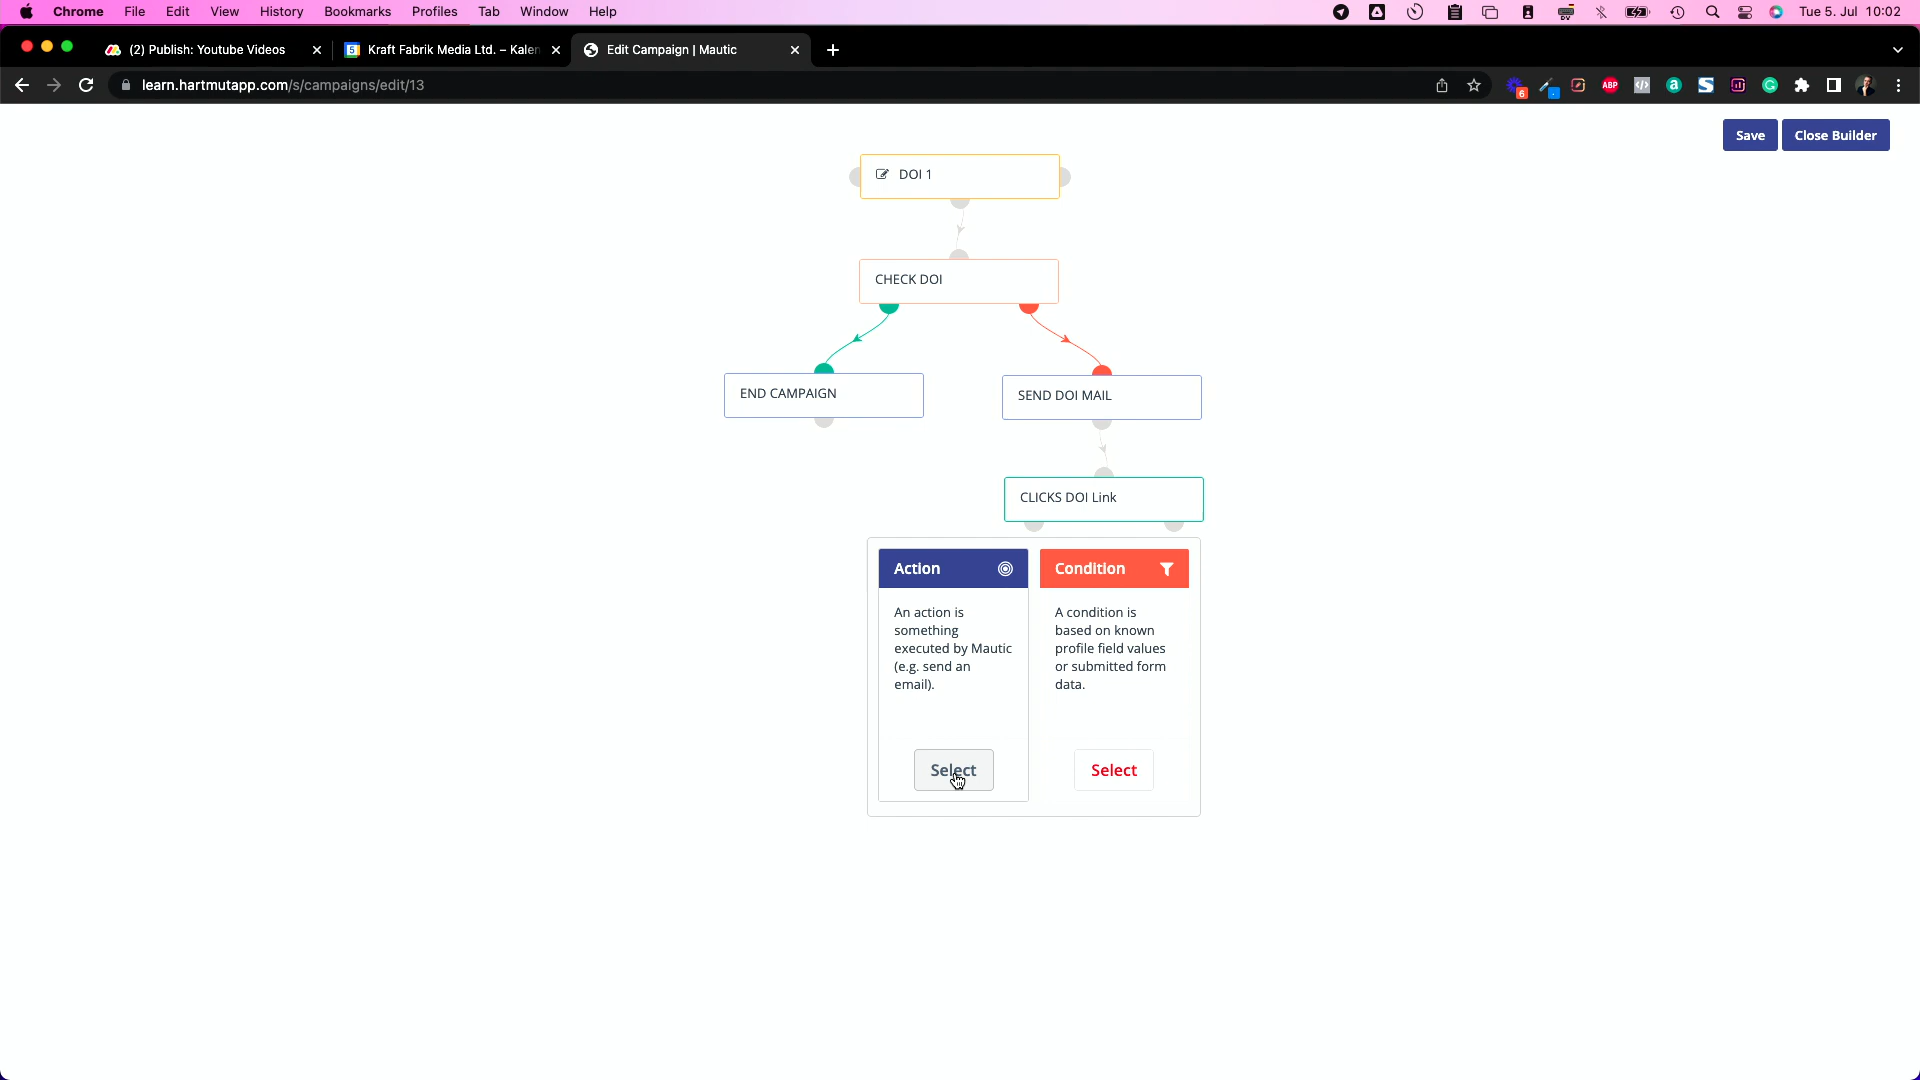 Chrome File Edit View History Bookmarks Profiles Tab Window Help Tue 5. Jul 10:02
(2) Publish: Youtube Videos
Kraft Fabrik Media Ltd. – Kalen
Edit Campaign | Mautic
learn.hartmutapp.com/s/campaigns/edit/13
6
ABP
Save
Close Builder
DOI 1
CHECK DOI
END CAMPAIGN
SEND DOI MAIL
CLICKS DOI Link
Action
An action is
something
executed by Mautic
(e.g. send an
email).
Select
Condition
A condition is
based on known
profile field values
or submitted form
data.
Select